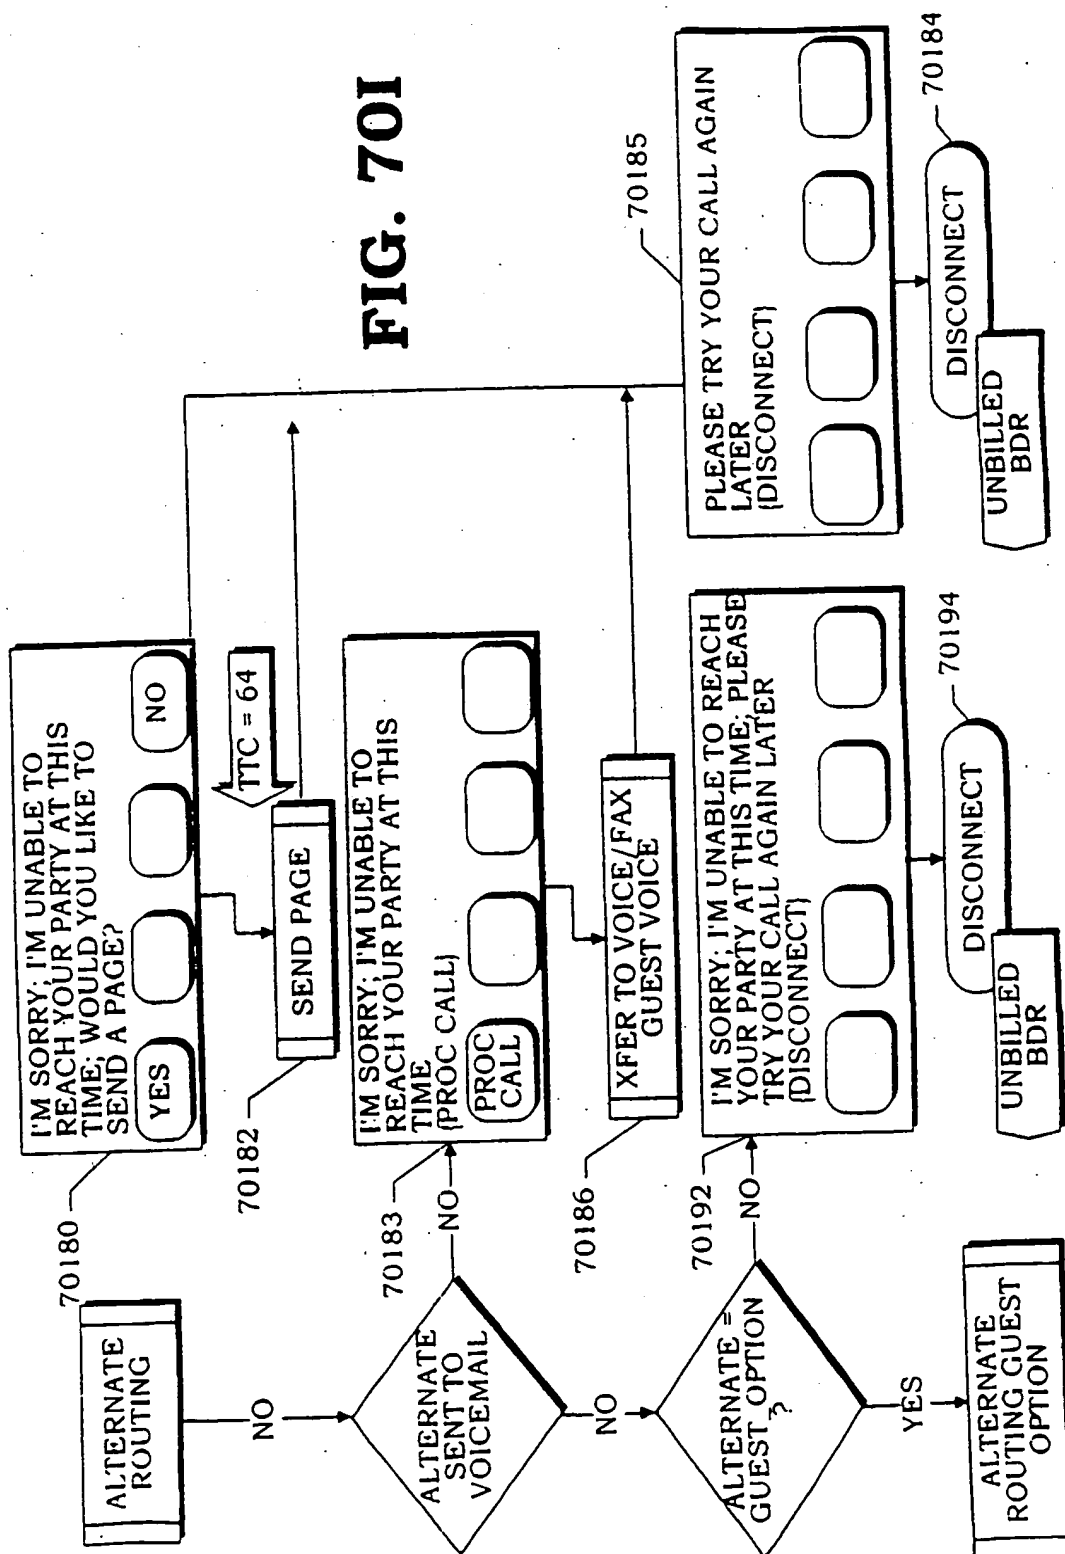 FIG. 70I
ALTERNATE
ROUTING
NO
ALTERNATE
SENT TO
VOICEMAIL
NO
NO
ALTERNATE =
GUEST OPTION
?
NO
YES
ALTERNATE
ROUTING GUEST
OPTION
70180
I'M SORRY; I'M UNABLE TO
REACH YOUR PARTY AT THIS
TIME; WOULD YOU LIKE TO
SEND A PAGE?
YES
NO
TTC = 64
70182
SEND PAGE
70183
I'M SORRY; I'M UNABLE TO
REACH YOUR PARTY AT THIS
TIME
{PROC CALL}
PROC
CALL
70186
XFER TO VOICE/FAX
GUEST VOICE
70192
I'M SORRY; I'M UNABLE TO REACH
YOUR PARTY AT THIS TIME; PLEASE
TRY YOUR CALL AGAIN LATER
{DISCONNECT}
70194
DISCONNECT
UNBILLED
BDR
70185
PLEASE TRY YOUR CALL AGAIN
LATER
{DISCONNECT}
70184
DISCONNECT
UNBILLED
BDR